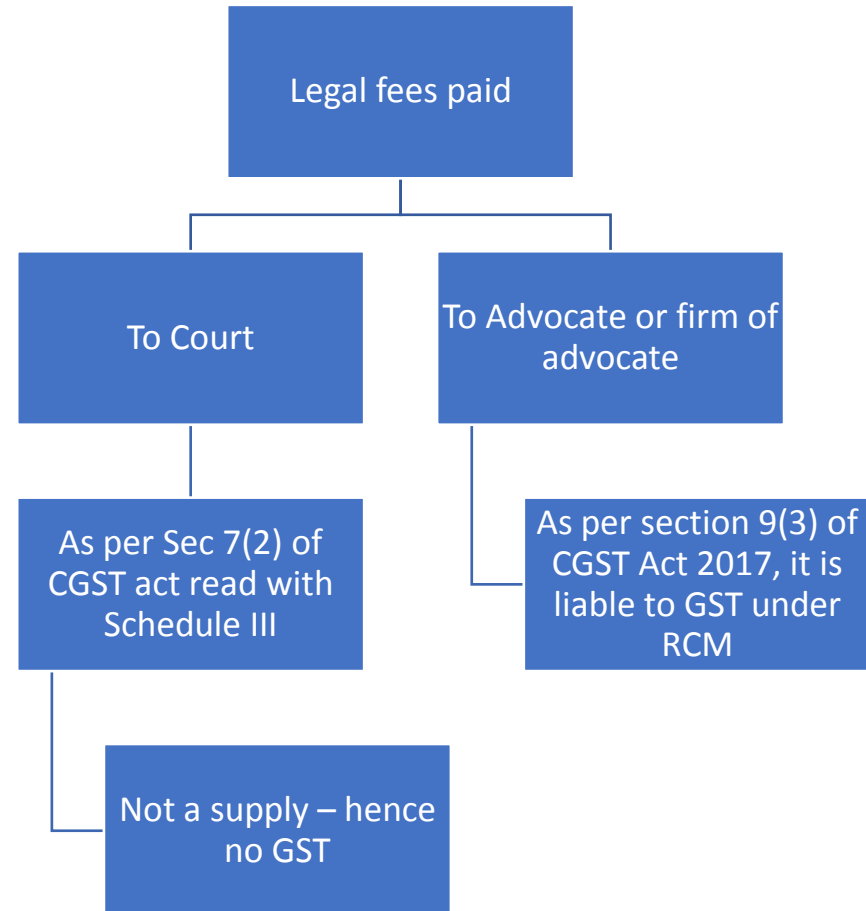 Legal fees paid
To Court
To Advocate or firm of
advocate
As per Sec 7(2) of
CGST act read with
Schedule III
As per section 9(3) of
CGST Act 2017, it is
liable to GST under
RCM
Not a supply – hence
no GST